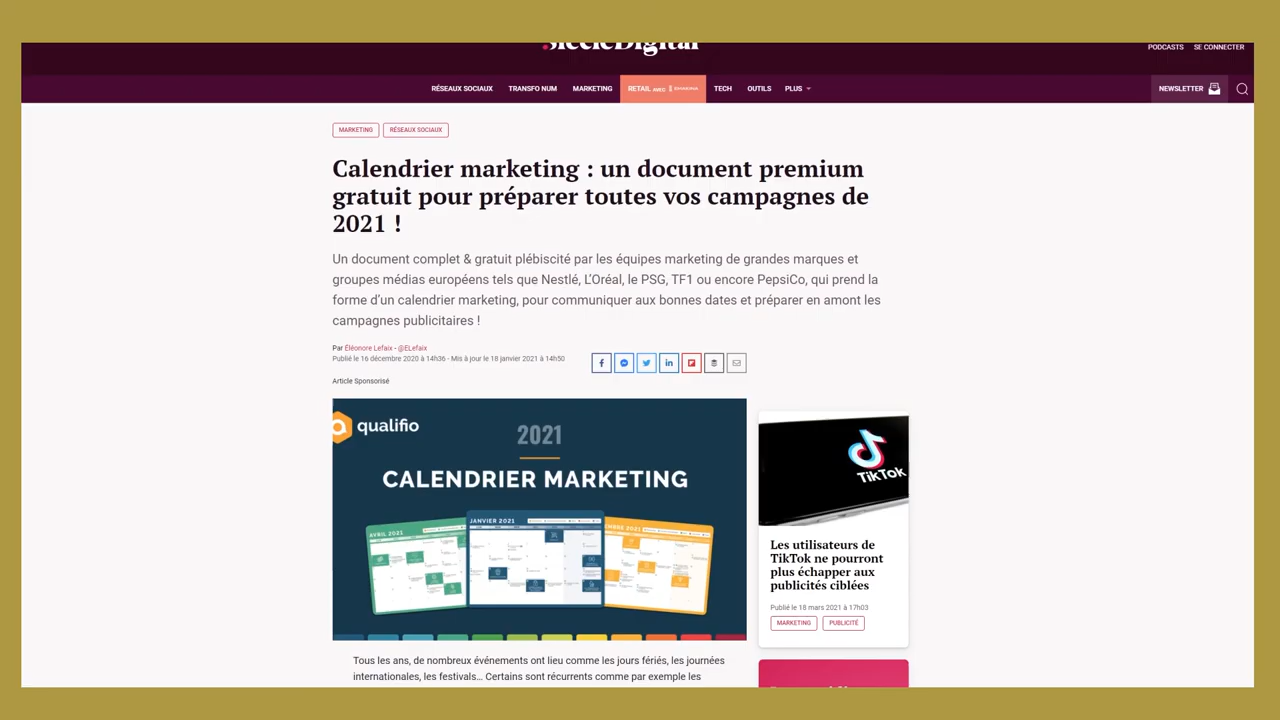 SiècleDigital
PODCASTS SE CONNECTER
RÉSEAUX SOCIAUX TRANSFO NUM MARKETING RETAIL AVEC TECH OUTILS PLUS NEWSLETTER
MARKETING RÉSEAUX SOCIAUX
Calendrier marketing : un document premium
gratuit pour préparer toutes vos campagnes de
2021 !
Un document complet & gratuit plébiscité par les équipes marketing de grandes marques et
groupes médias européens tels que Nestlé, L’Oréal, le PSG, TF1 ou encore PepsiCo, qui prend la
forme d’un calendrier marketing, pour communiquer aux bonnes dates et préparer en amont les
campagnes publicitaires !
Par Éléonore Lefaix - @ELefaix
Publié le 16 décembre 2020 à 14h36 - Mis à jour le 18 janvier 2021 à 14h50
Article Sponsorisé
qualifio
2021
CALENDRIER MARKETING
AVRIL 2021
JANVIER 2021
EMBRE 2021
Tous les ans, de nombreux événements ont lieu comme les jours fériés, les journées
internationales, les festivals… Certains sont récurrents comme par exemple les
TikTok
Les utilisateurs de
TikTok ne pourront
plus échapper aux
publicités ciblées
Publié le 18 mars 2021 à 17h03
MARKETING PUBLICITÉ